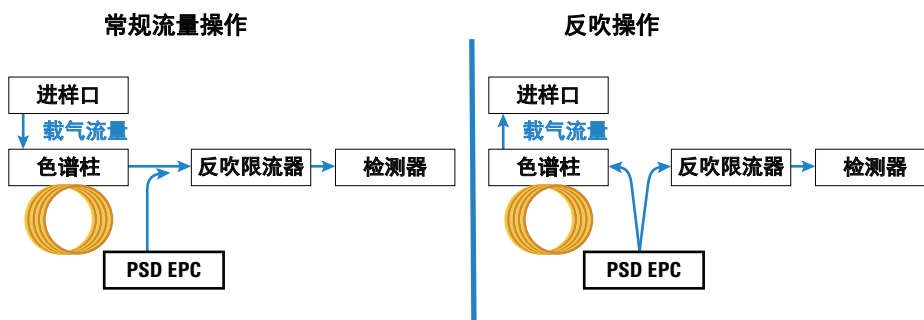 常规流量操作
进样口
载气流量
色谱柱
反吹限流器
检测器
PSD EPC
反吹操作
进样口
载气流量
色谱柱
反吹限流器
检测器
PSD EPC